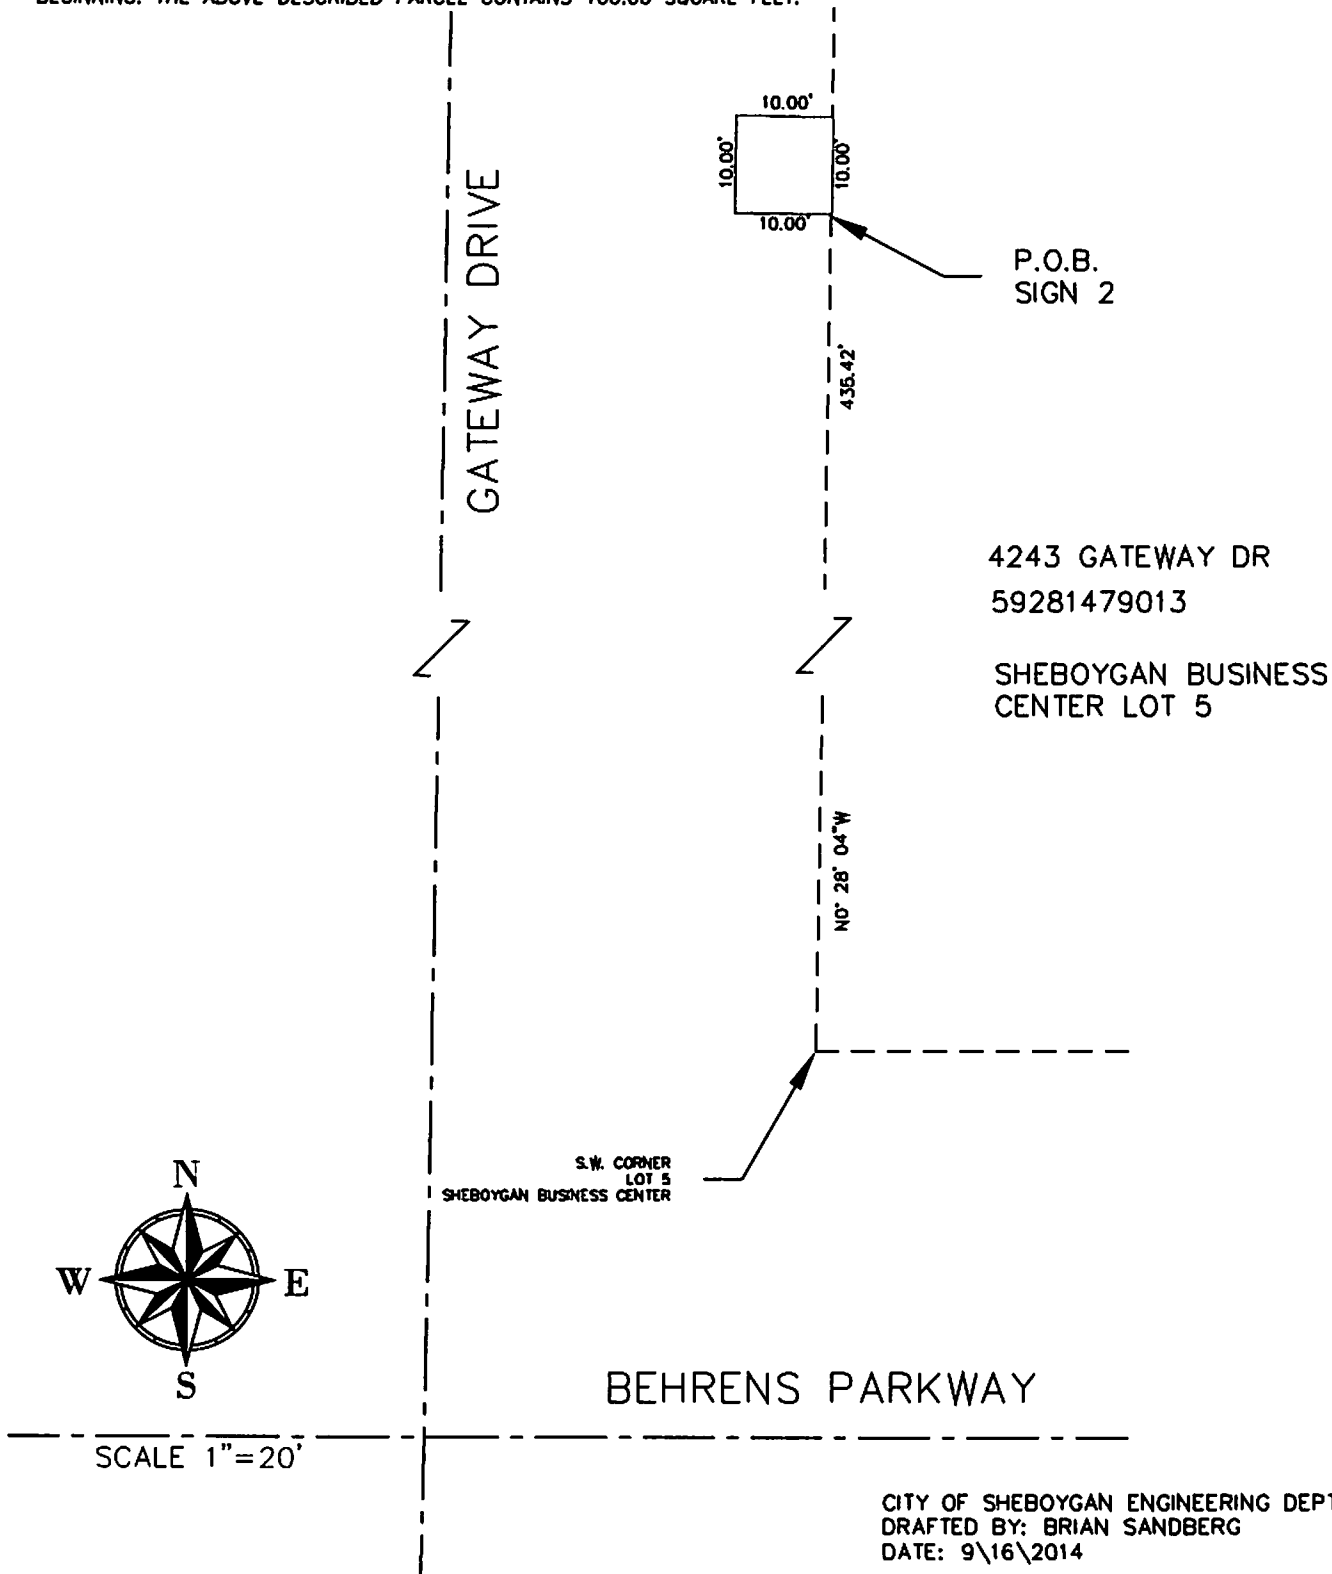 BEGINNING. THE ABOVE DESCRIBED PARCEL CONTAINS 100.00 SQUARE FEET.
10.00'
10.00'
10.00'
10.00'
GATEWAY DRIVE
P.O.B.
SIGN 2
436.42'
4243 GATEWAY DR
59281479013
SHEBOYGAN BUSINESS
CENTER LOT 5
N0° 28' 04"W
S.W. CORNER
LOT 5
SHEBOYGAN BUSINESS CENTER
N
W
E
S
BEHRENS PARKWAY
SCALE 1"=20'
CITY OF SHEBOYGAN ENGINEERING DEPT
DRAFTED BY: BRIAN SANDBERG
DATE: 9\16\2014